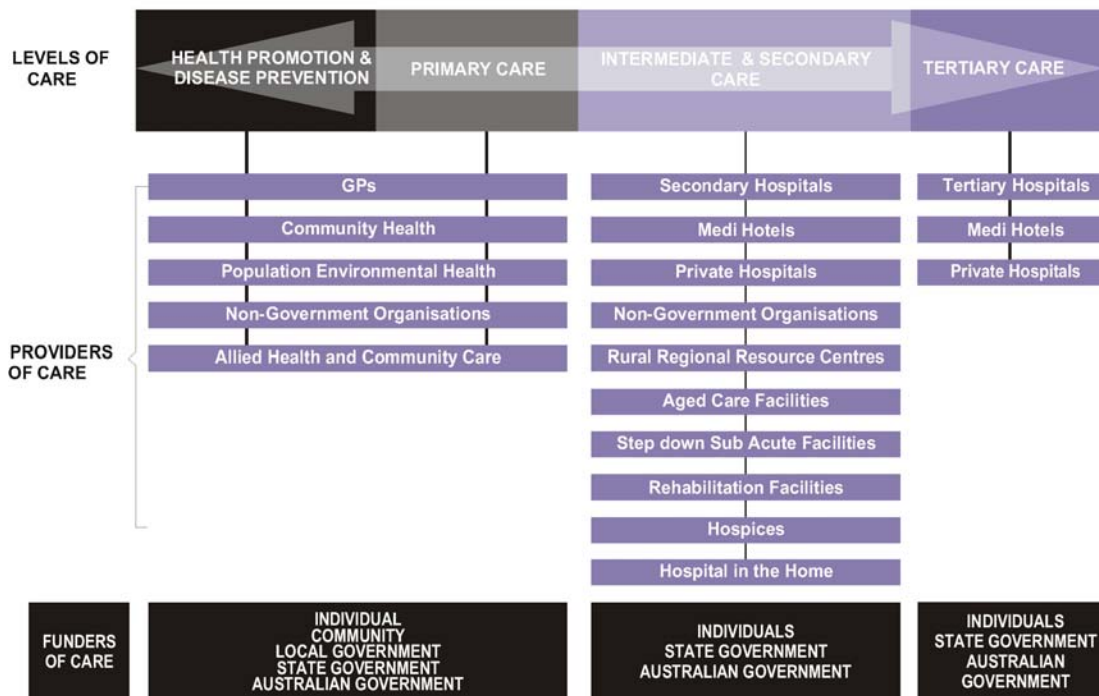 LEVELS OF
CARE
HEALTH PROMOTION &
DISEASE PREVENTION
PRIMARY CARE
INTERMEDIATE & SECONDARY
CARE
TERTIARY CARE
PROVIDERS
OF CARE
GPs
Community Health
Population Environmental Health
Non-Government Organisations
Allied Health and Community Care
Secondary Hospitals
Medi Hotels
Private Hospitals
Non-Government Organisations
Rural Regional Resource Centres
Aged Care Facilities
Step down Sub Acute Facilities
Rehabilitation Facilities
Hospices
Hospital in the Home
Tertiary Hospitals
Medi Hotels
Private Hospitals
FUNDERS
OF CARE
INDIVIDUAL
COMMUNITY
LOCAL GOVERNMENT
STATE GOVERNMENT
AUSTRALIAN GOVERNMENT
INDIVIDUALS
STATE GOVERNMENT
AUSTRALIAN GOVERNMENT
INDIVIDUALS
STATE GOVERNMENT
AUSTRALIAN
GOVERNMENT